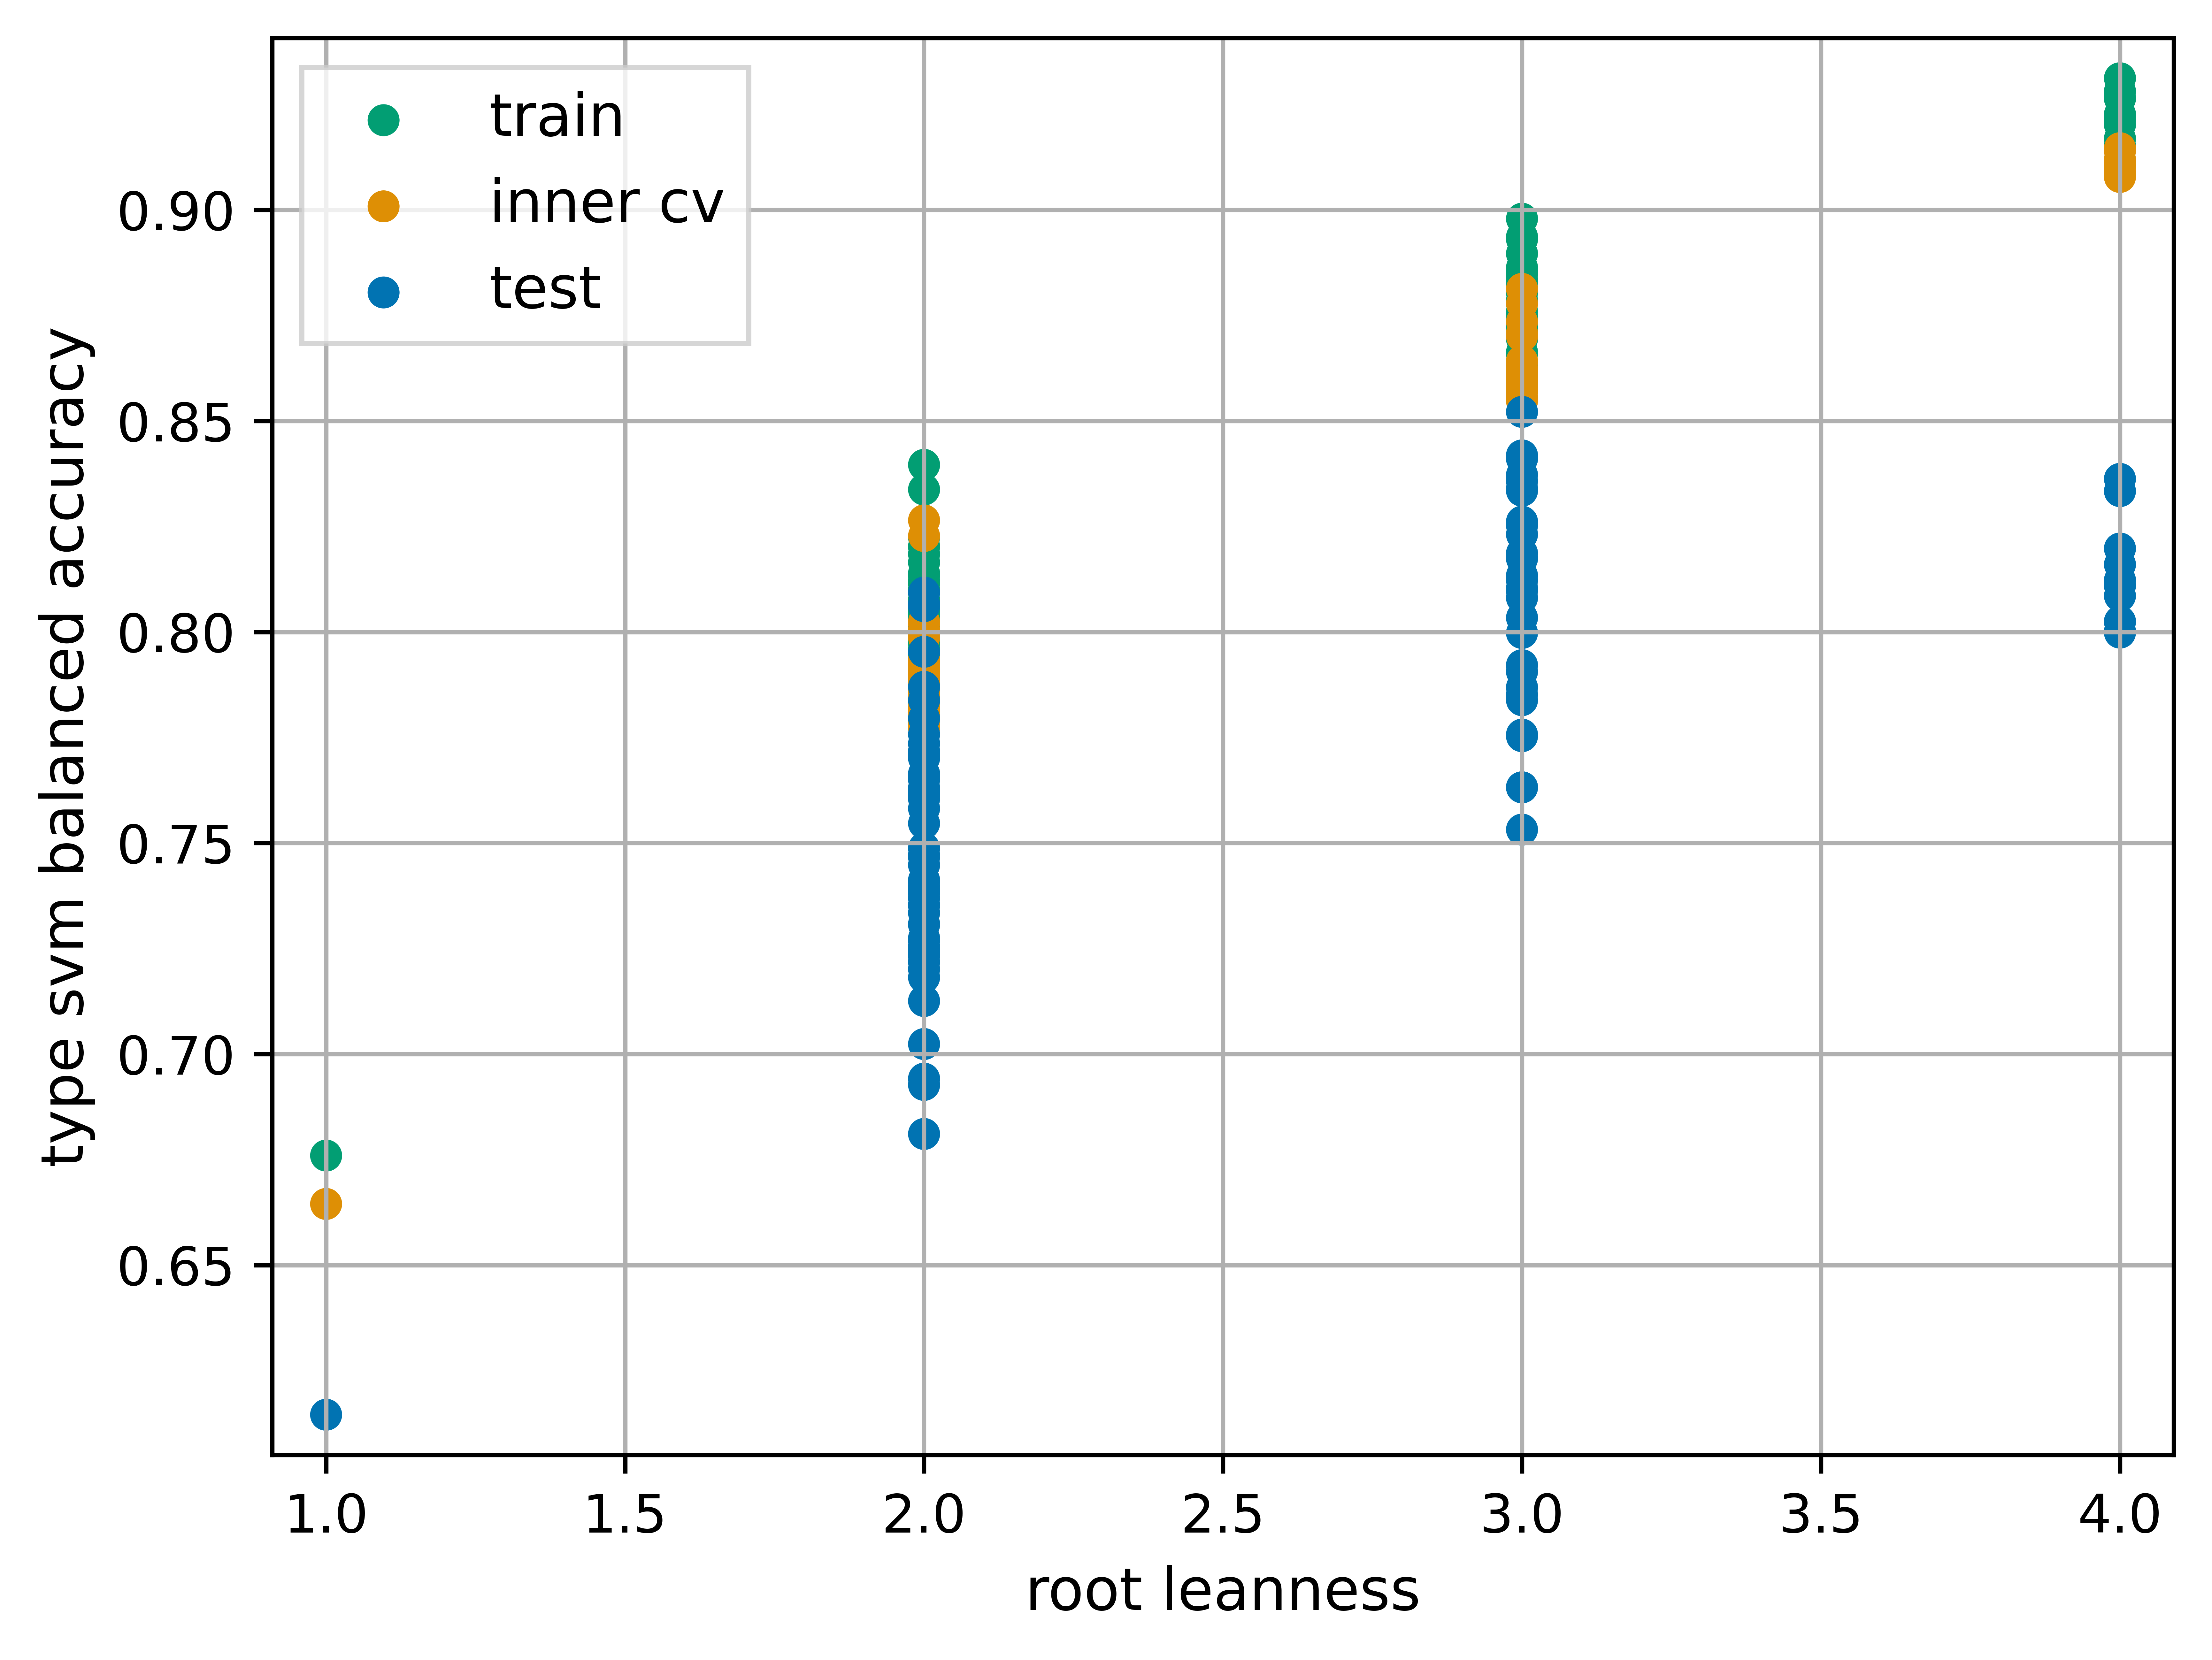 train
inner cv
test
0.90
0.85
0.80
0.75
0.70
0.65
type svm balanced accuracy
1.0 1.5 2.0 2.5 3.0 3.5 4.0
root leanness